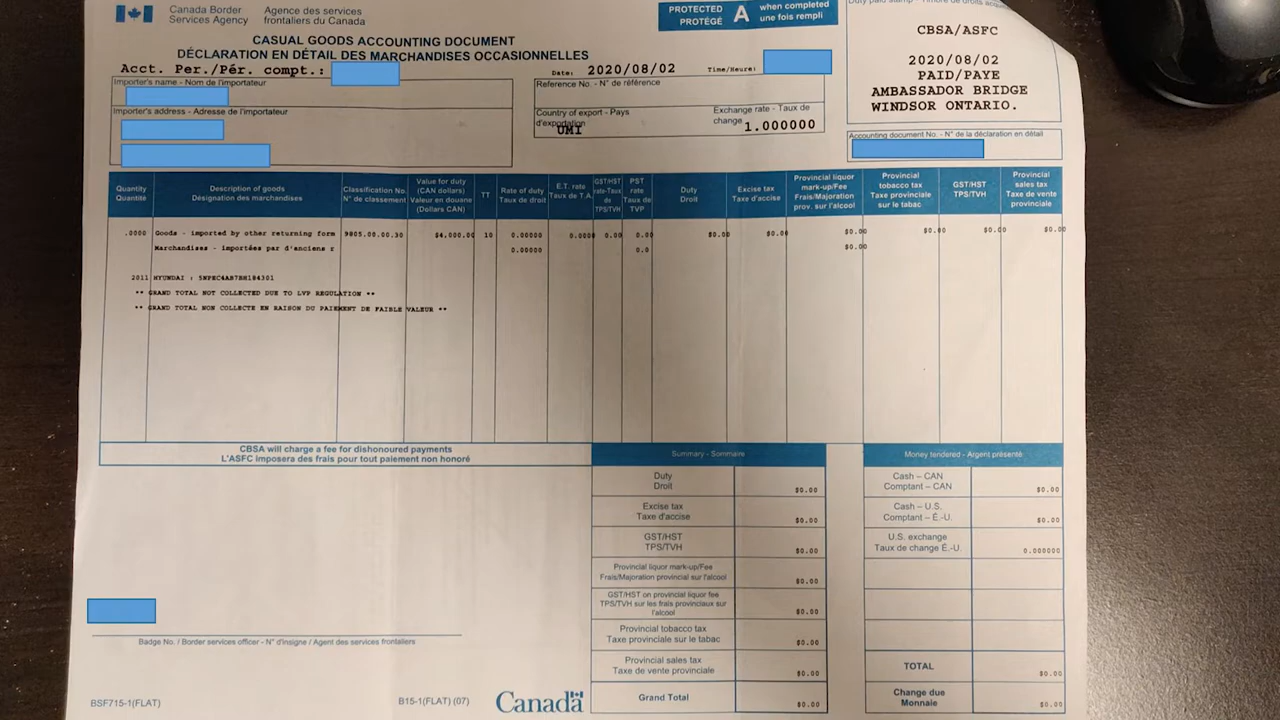 Canada Border
Services Agency
Agence des services
frontaliers du Canada
PROTECTED
PROTÉGÉ
A
when completed
une fois rempli
CASUAL GOODS ACCOUNTING DOCUMENT
DÉCLARATION EN DÉTAIL DES MARCHANDISES OCCASIONNELLES
Acct. Per./Pér. compt.:
Date: 2020/08/02
Time/Heure:
CBSA/ASFC
2020/08/02
PAID/PAYE
AMBASSADOR BRIDGE
WINDSOR ONTARIO.
Importer's name - Nom de l'importateur
Importer's address - Adresse de l'importateur
Reference No. - N° de référence
Country of export - Pays
d'exportation
UMI
Exchange rate - Taux de
change
1.000000
Accounting document No. - N° de la déclaration en détail
Quantity
Quantité
Description of goods
Désignation des marchandises
Classification No.
N° de classement
Value for duty
(CAN dollars)
Valeur en douane
(Dollars CAN)
TT
Rate of duty
Taux de droit
E.T. rate
Taux de T.A.
GST/HST
rate-Taux
de
TPS/TVH
PST
rate
Taux de
TVP
Duty
Droit
Excise tax
Taxe d'accise
Provincial liquor
mark-up/Fee
Frais/Majoration
prov. sur l'alcool
Provincial
tobacco tax
Taxe provinciale
sur le tabac
GST/HST
TPS/TVH
Provincial
sales tax
Taxe de vente
provinciale
.0000 Goods - imported by other returning form 9805.00.00.30 $4,000.00 10 0.00000 0.0000 0.00 0.00 $0.00 $0.00 $0.00 $0.00 $0.00 $0.00
Marchandises - importées par d'anciens r 0.00000 0.0 $0.00
2011 HYUNDAI : 5NPEC4AB7BH184301
** GRAND TOTAL NOT COLLECTED DUE TO LVP REGULATION **
** GRAND TOTAL NON COLLECTE EN RAISON DU PAIEMENT DE FAIBLE VALEUR **
CBSA will charge a fee for dishonoured payments
L'ASFC imposera des frais pour tout paiement non honoré
Summary - Sommaire
Duty
Droit
$0.00
Excise tax
Taxe d'accise
$0.00
GST/HST
TPS/TVH
$0.00
Provincial liquor mark-up/Fee
Frais/Majoration provincial sur l'alcool
$0.00
GST/HST on provincial liquor fee
TPS/TVH sur les frais provinciaux sur
l'alcool
$0.00
Provincial tobacco tax
Taxe provinciale sur le tabac
$0.00
Provincial sales tax
Taxe de vente provinciale
$0.00
Grand Total
$0.00
Money tendered - Argent présenté
Cash – CAN
Comptant – CAN
$0.00
Cash – U.S.
Comptant – É.-U.
$0.00
U.S. exchange
Taux de change É.-U.
0.000000
TOTAL
$0.00
Change due
Monnaie
$0.00
Badge No. / Border services officer - N° d'insigne / Agent des services frontaliers
BSF715-1(FLAT)
B15-1(FLAT) (07)
Canada